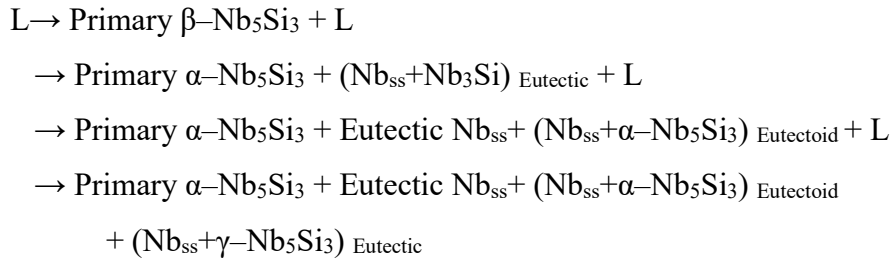 L→ Primary β–Nb₅Si₃ + L
→ Primary α–Nb₅Si₃ + (Nbₛₛ+Nb₃Si) Eutectic + L
→ Primary α–Nb₅Si₃ + Eutectic Nbₛₛ+ (Nbₛₛ+α–Nb₅Si₃) Eutectoid + L
→ Primary α–Nb₅Si₃ + Eutectic Nbₛₛ+ (Nbₛₛ+α–Nb₅Si₃) Eutectoid
+ (Nbₛₛ+γ–Nb₅Si₃) Eutectic